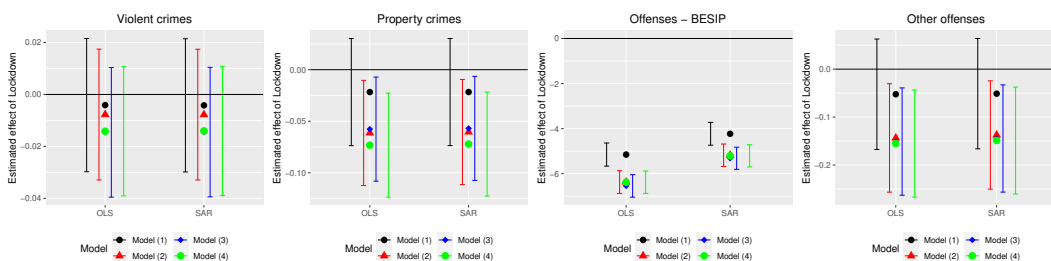 Violent crimes
Estimated effect of Lockdown
0.02
0.00
−0.02
−0.04
OLS
SAR
Model
Model (1)
Model (3)
Model (2)
Model (4)
Property crimes
Estimated effect of Lockdown
0.00
−0.05
−0.10
OLS
SAR
Model
Model (1)
Model (3)
Model (2)
Model (4)
Offenses − BESIP
Estimated effect of Lockdown
0
−2
−4
−6
OLS
SAR
Model
Model (1)
Model (3)
Model (2)
Model (4)
Other offenses
Estimated effect of Lockdown
0.0
−0.1
−0.2
OLS
SAR
Model
Model (1)
Model (3)
Model (2)
Model (4)